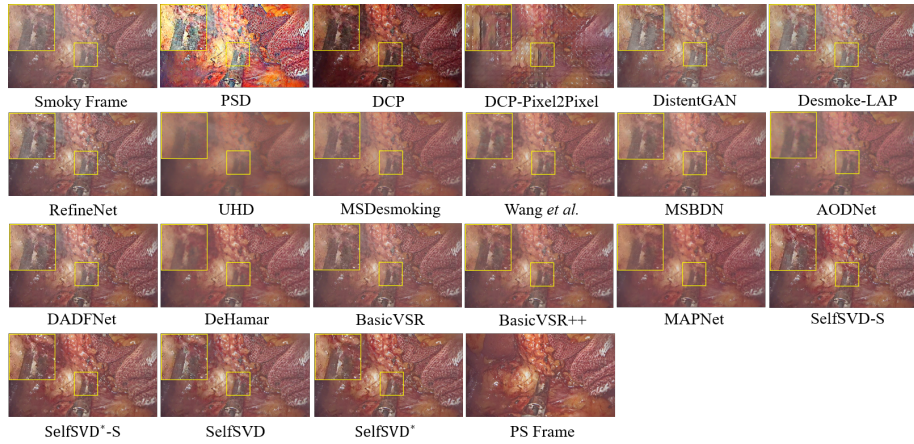 Smoky Frame PSD DCP DCP-Pixel2Pixel DistentGAN Desmoke-LAP
RefineNet UHD MSDesmoking Wang et al. MSBDN AODNet
DADFNet DeHamar BasicVSR BasicVSR++ MAPNet SelfSVD-S
SelfSVD*-S SelfSVD SelfSVD* PS Frame